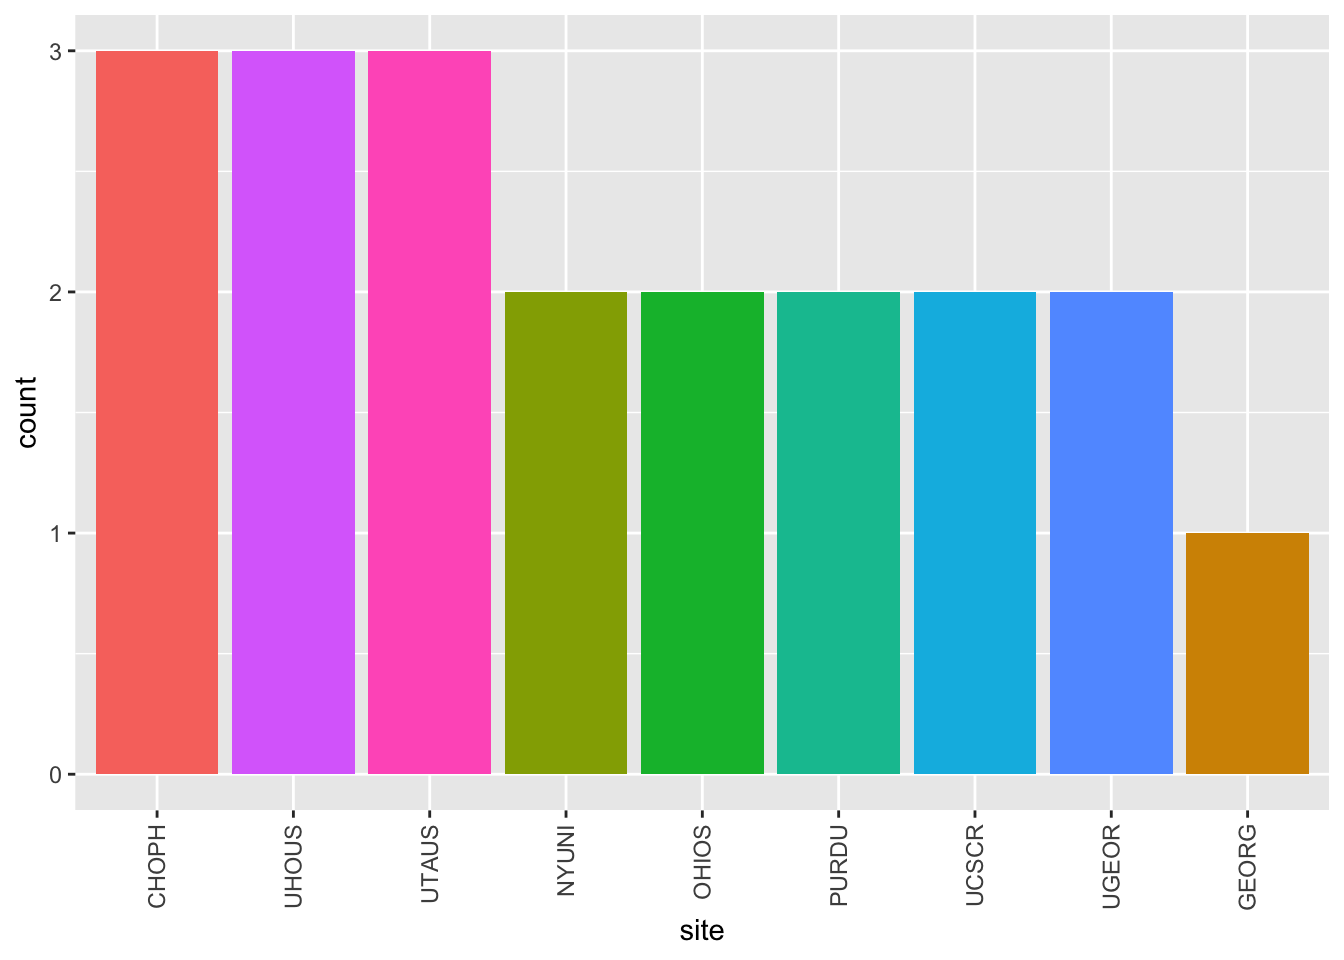 3
2
1
0
count
CHOPH
UHOUS
UTAUS
NYUNI
OHIOS
PURDU
UCSCR
UGEOR
GEORG
site